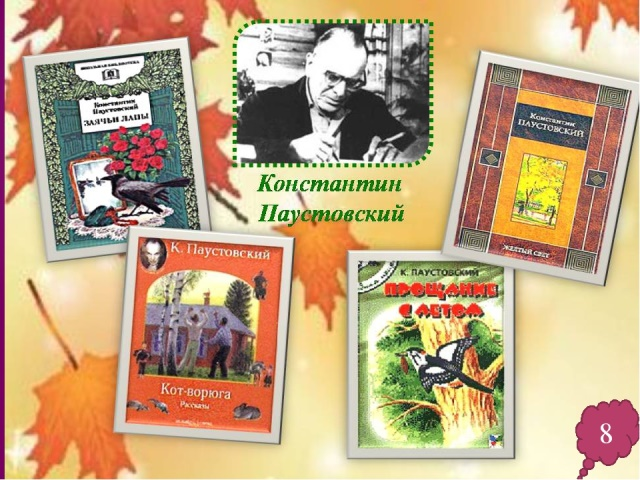 Константин
Паустовский
ШКОЛЬНАЯ БИБЛИОТЕКА
Константин
Паустовский
ЗАЯЧЬИ ЛАПЫ
Константин
ПАУСТОВСКИЙ
ЖЕЛТЫЙ СВЕТ
К. Паустовский
Кот-ворюга
Рассказы
К. ПАУСТОВСКИЙ
ПРОЩАНИЕ
С ЛЕТОМ
8